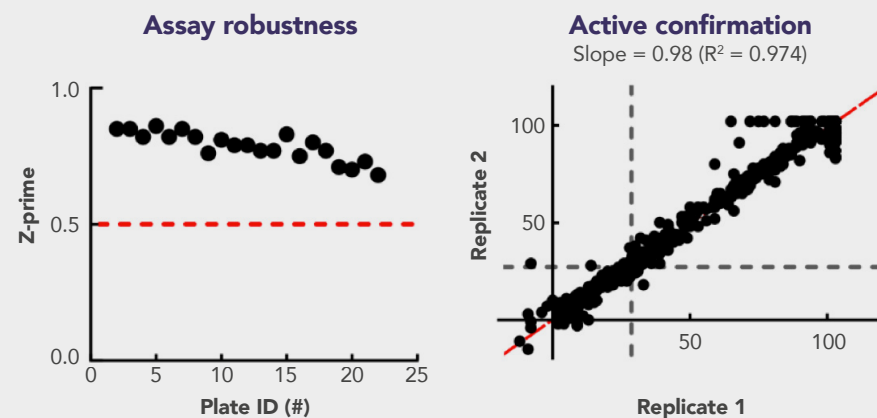 Assay robustness
1.0
0.5
0.0
Z-prime
0 5 10 15 20 25
Plate ID (#)
Active confirmation
Slope = 0.98 (R² = 0.974)
100
50
Replicate 2
50 100
Replicate 1